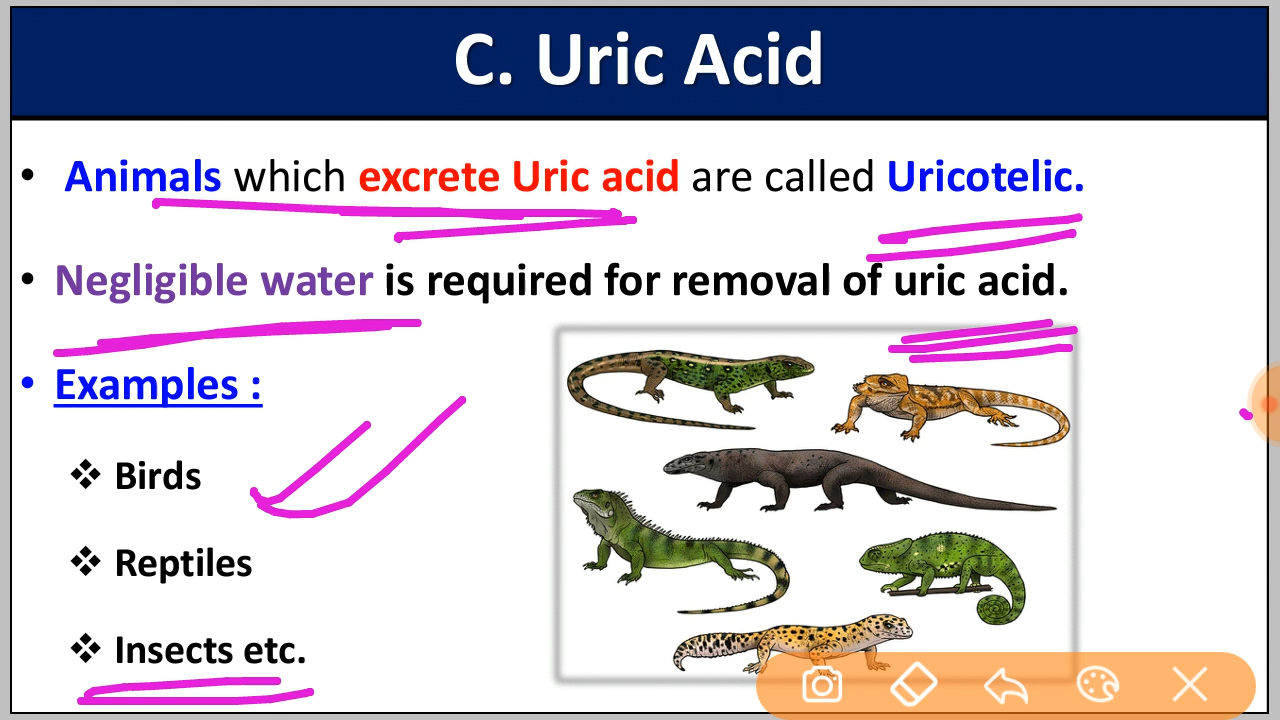 C. Uric Acid
• Animals which excrete Uric acid are called Uricotelic.
• Negligible water is required for removal of uric acid.
• Examples :
❖ Birds
❖ Reptiles
❖ Insects etc.